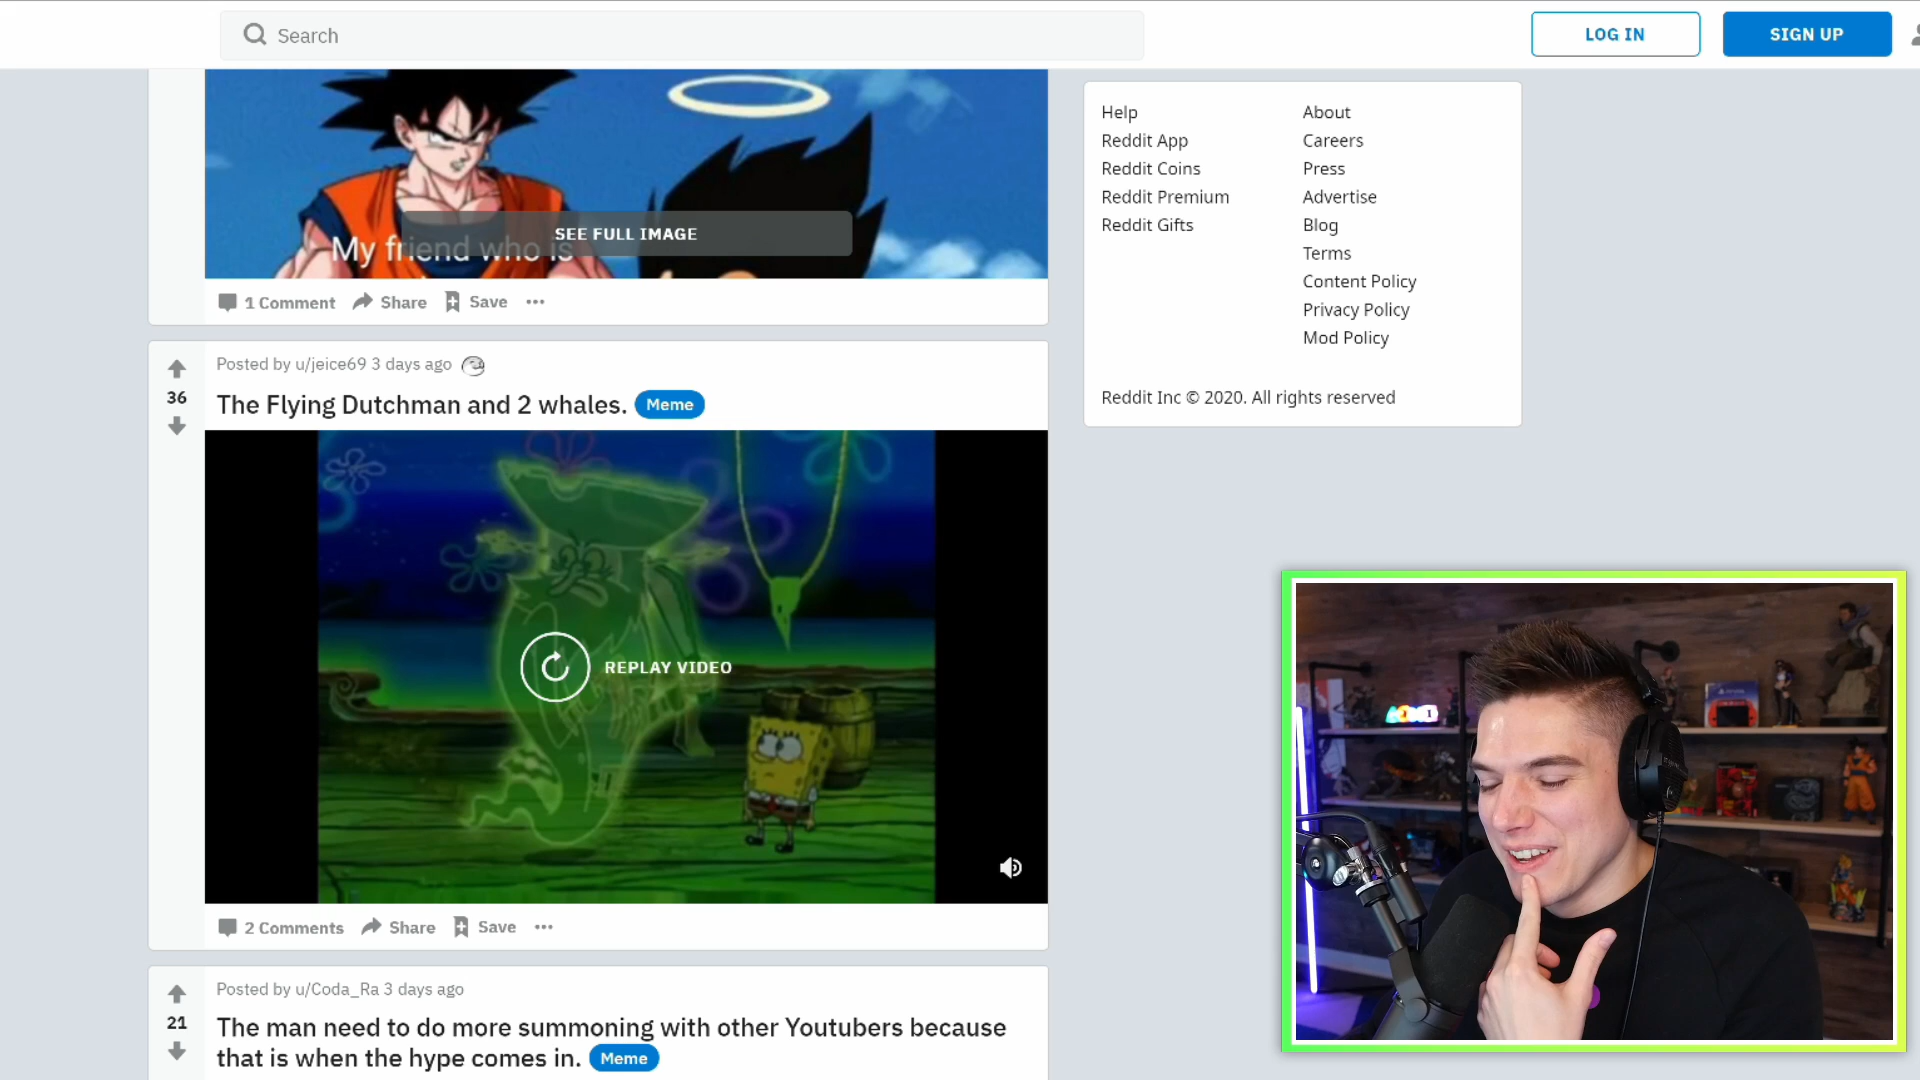 Search
LOG IN
SIGN UP
My friend who is
SEE FULL IMAGE
1 Comment
Share
Save
Posted by u/jeice69 3 days ago
36
The Flying Dutchman and 2 whales.
Meme
REPLAY VIDEO
2 Comments
Share
Save
Posted by u/Coda_Ra 3 days ago
21
The man need to do more summoning with other Youtubers because
that is when the hype comes in.
Meme
Help
Reddit App
Reddit Coins
Reddit Premium
Reddit Gifts
About
Careers
Press
Advertise
Blog
Terms
Content Policy
Privacy Policy
Mod Policy
Reddit Inc © 2020. All rights reserved